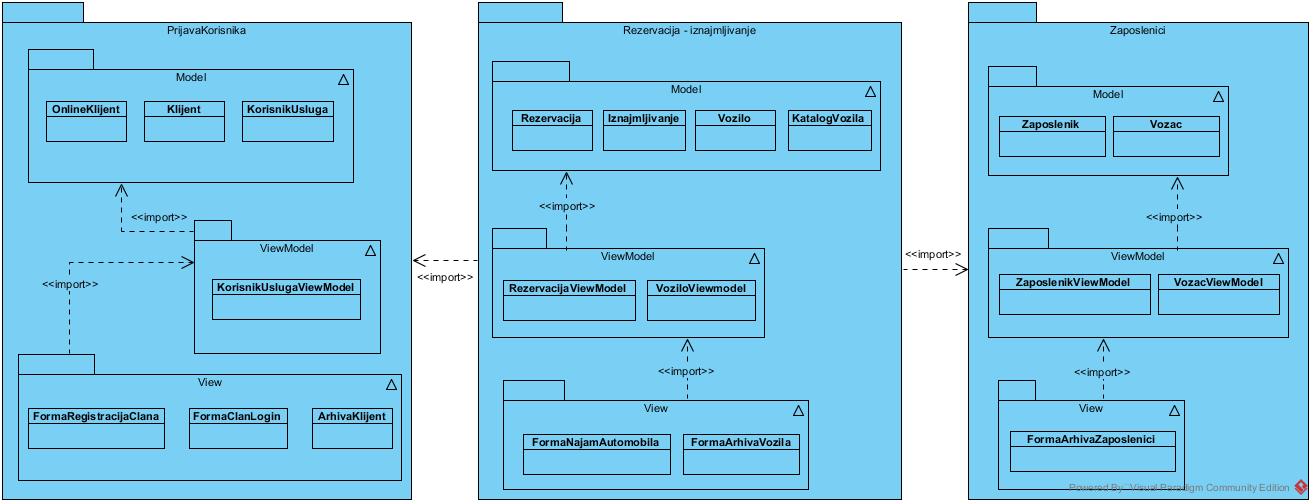 PrijavaKorisnika
Model
OnlineKlijent
Klijent
KorisnikUsluga
<<import>>
ViewModel
KorisnikUslugaViewModel
<<import>>
View
FormaRegistracijaClana
FormaClanLogin
ArhivaKlijent
<<import>>
Rezervacija - iznajmljivanje
Model
Rezervacija
Iznajmljivanje
Vozilo
KatalogVozila
<<import>>
ViewModel
RezervacijaViewModel
VoziloViewmodel
<<import>>
View
FormaNajamAutomobila
FormaArhivaVozila
<<import>>
Zaposlenici
Model
Zaposlenik
Vozac
<<import>>
ViewModel
ZaposlenikViewModel
VozacViewModel
<<import>>
View
FormaArhivaZaposlenici
Powered By Visual Paradigm Community Edition